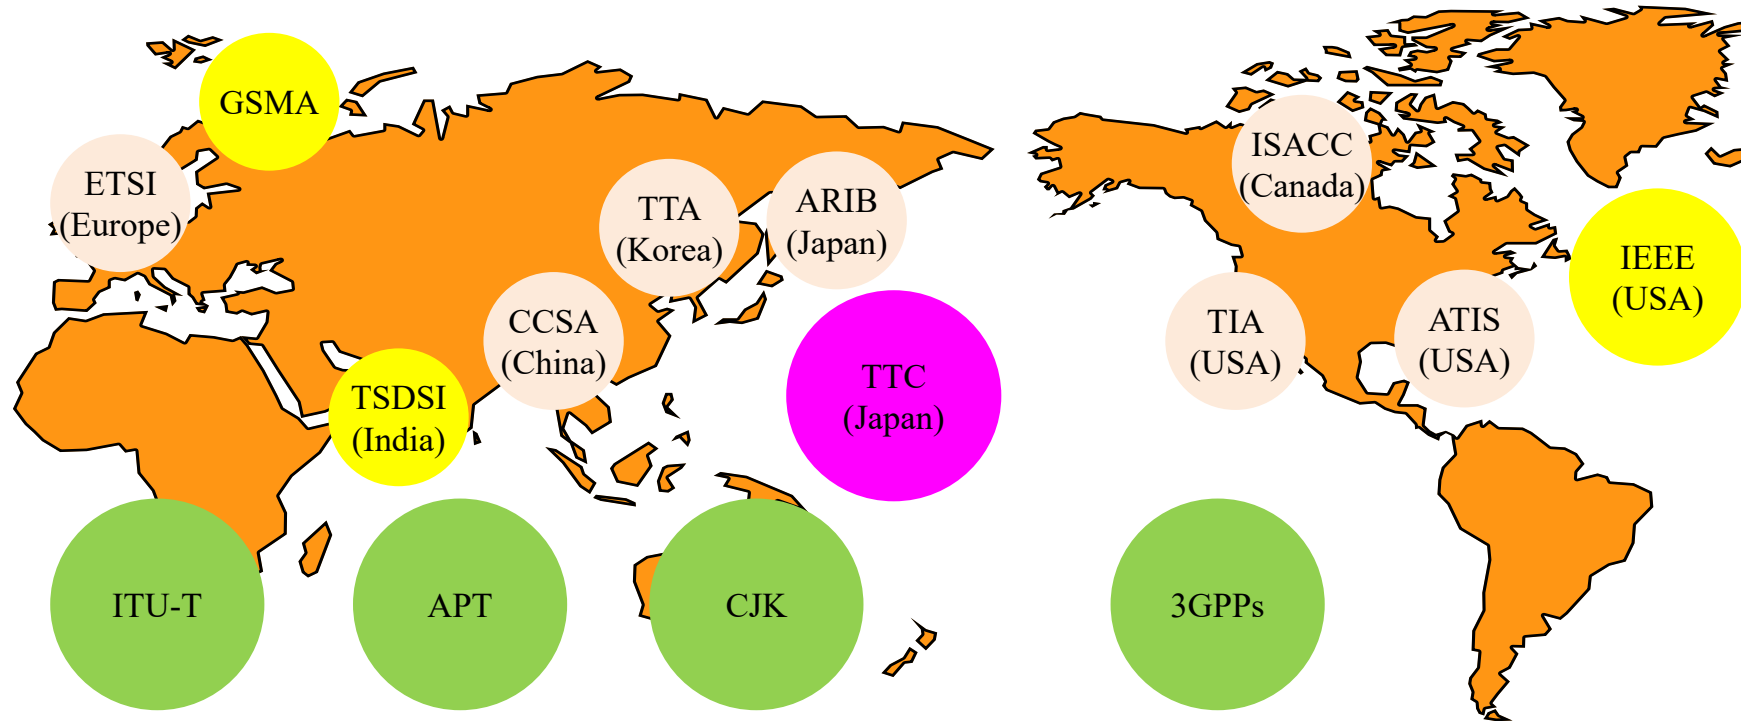 GSMA
ETSI
(Europe)
TTA
(Korea)
ARIB
(Japan)
ISACC
(Canada)
IEEE
(USA)
CCSA
(China)
TIA
(USA)
ATIS
(USA)
TSDSI
(India)
TTC
(Japan)
ITU-T
APT
CJK
3GPPs